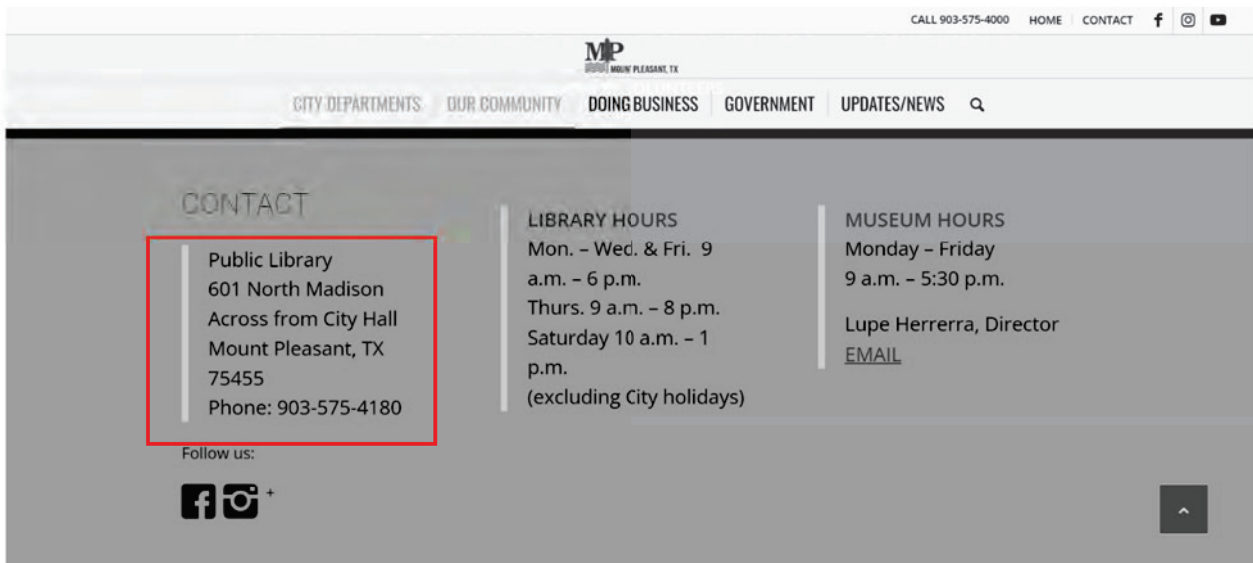 CALL 903-575-4000 HOME CONTACT
MP
MOUNT PLEASANT, TX
CITY DEPARTMENTS OUR COMMUNITY DOING BUSINESS GOVERNMENT UPDATES/NEWS
CONTACT
Public Library
601 North Madison
Across from City Hall
Mount Pleasant, TX
75455
Phone: 903-575-4180
Follow us:
+
LIBRARY HOURS
Mon. – Wed. & Fri. 9
a.m. – 6 p.m.
Thurs. 9 a.m. – 8 p.m.
Saturday 10 a.m. – 1
p.m.
(excluding City holidays)
MUSEUM HOURS
Monday – Friday
9 a.m. – 5:30 p.m.
Lupe Herrerra, Director
EMAIL